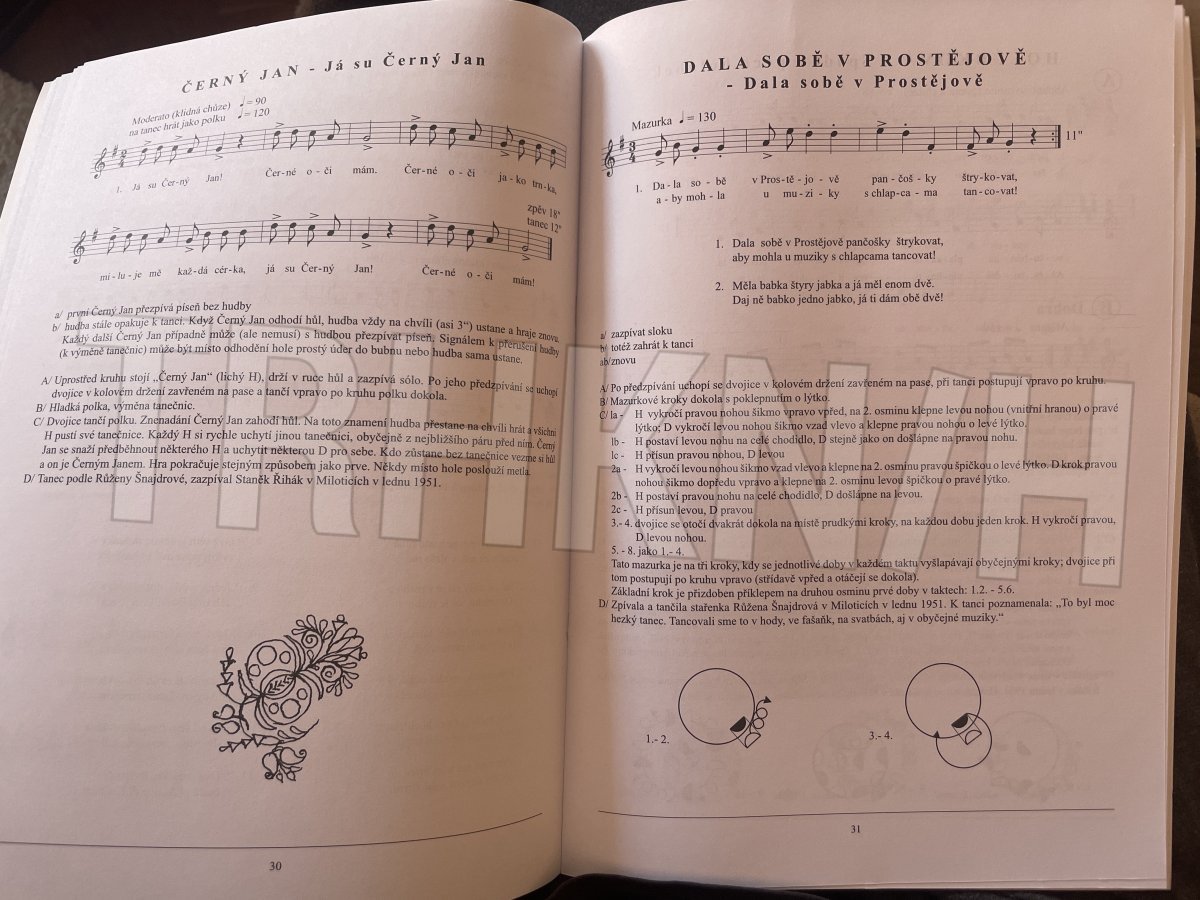 ČERNÝ JAN - Já su Černý Jan
Moderato (klidná chůze) ♩ = 90
na tanec hrát jako polku ♩ = 120
2
4
1. Já su Čer-ný Jan! Čer-né o - či mám. Čer-né o - či ja - ko trn-ka,
zpěv 18"
tanec 12"
mi - lu - je mě kaž-dá cér-ka, já su Čer-ný Jan! Čer-né o - či mám!
a/ první Černý Jan přezpívá píseň bez hudby
b/ hudba stále opakuje k tanci. Když Černý Jan odhodí hůl, hudba vždy na chvíli (asi 3“) ustane a hraje znovu.
Každý další Černý Jan případně může (ale nemusí) s hudbou přezpívat píseň. Signálem k přerušení hudby
(k výměně tanečnic) může být místo odhodění hole prostý úder do bubnu nebo hudba sama ustane.
A/ Uprostřed kruhu stojí „Černý Jan“ (lichý H), drží v ruce hůl a zazpívá sólo. Po jeho předzpívání se uchopí
dvojice v kolovém držení zavřeném na pase a tančí vpravo po kruhu polku dokola.
B/ Hladká polka, výměna tanečnic.
C/ Dvojice tančí polku. Znenadání Černý Jan zahodí hůl. Na toto znamení hudba přestane na chvíli hrát a všichni
H pustí své tanečnice. Každý H si rychle uchytí jinou tanečnici, obyčejně z nejbližšího páru před ním. Černý
Jan se snaží předběhnout některého H a uchytit některou D pro sebe. Kdo zůstane bez tanečnice vezme si hůl
a on je Černým Janem. Hra pokračuje stejným způsobem jako prve. Někdy místo hole poslouží metla.
D/ Tanec podle Růženy Šnajdrové, zazpíval Staněk Řihák v Miloticích v lednu 1951.
30
DALA SOBĚ V PROSTĚJOVĚ
- Dala sobě v Prostějově
Mazurka ♩ = 130
3
4
11"
1. Da - la so - bě v Pros - tě - jo - vě pan - čoš - ky štry - ko - vat,
a - by moh - la u mu - zi - ky s chlap - ca - ma tan - co - vat!
1. Dala sobě v Prostějově pančošky štrykovat,
aby mohla u muziky s chlapcama tancovat!
2. Měla babka štyry jabka a já měl enom dvě.
Daj ně babko jedno jabko, já ti dám obě dvě!
a/ zazpívat sloku
b/ totéž zahrát k tanci
ab/znovu
A/ Po předzpívání uchopí se dvojice v kolovém držení zavřeném na pase, při tanci postupují vpravo po kruhu.
B/ Mazurkové kroky dokola s poklepnutím o lýtko.
C/ 1a - H vykročí pravou nohou šikmo vpravo vpřed, na 2. osminu klepne levou nohou (vnitřní hranou) o pravé
lýtko; D vykročí levou nohou šikmo vzad vlevo a klepne pravou nohou o levé lýtko.
1b - H postaví levou nohu na celé chodidlo, D stejně jako on došlápne na pravou nohu.
1c - H přísun pravou nohou, D levou
2a - H vykročí levou nohou šikmo vzad vlevo a klepne na 2. osminu pravou špičkou o levé lýtko. D krok pravou
nohou šikmo dopředu vpravo a klepne na 2. osminu levou špičkou o pravé lýtko.
2b - H postaví pravou nohu na celé chodidlo, D došlápne na levou.
2c - H přísun levou, D pravou
3.- 4. dvojice se otočí dvakrát dokola na místě prudkými kroky, na každou dobu jeden krok. H vykročí pravou,
D levou nohou.
5. - 8. jako 1.- 4.
Tato mazurka je na tři kroky, kdy se jednotlivé doby v každém taktu vyšlapávají obyčejnými kroky; dvojice při
tom postupují po kruhu vpravo (střídavě vpřed a otáčejí se dokola).
Základní krok je přizdoben příklepem na druhou osminu prvé doby v taktech: 1.2. - 5.6.
D/ Zpívala a tančila stařenka Růžena Šnajdrová v Miloticích v lednu 1951. K tanci poznamenala: „To byl moc
hezký tanec. Tancovali sme to v hody, ve fašaňk, na svatbách, aj v obyčejné muziky.“
1.- 2.
3.- 4.
31